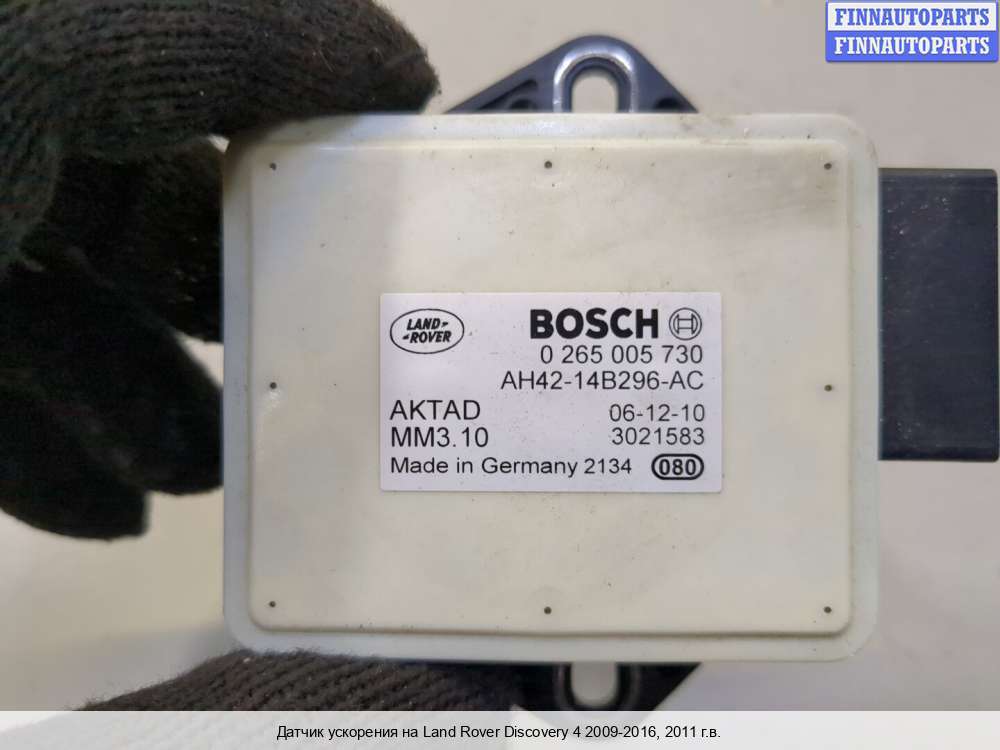 FINNAUTOPARTS
FINNAUTOPARTS
LAND-
-ROVER
BOSCH
0 265 005 730
AH42-14B296-AC
AKTAD 06-12-10
MM3.10 3021583
Made in Germany 2134 080
Датчик ускорения на Land Rover Discovery 4 2009-2016, 2011 г.в.